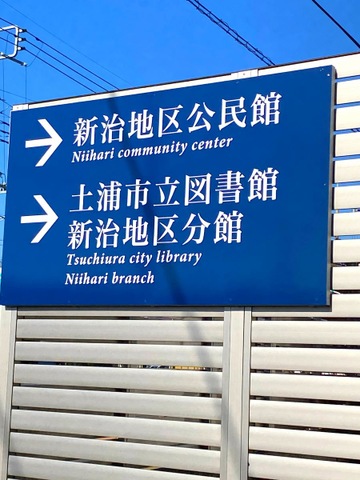 → 新治地区公民館
Niihari community center
→ 土浦市立図書館
新治地区分館
Tsuchiura city library
Niihari branch